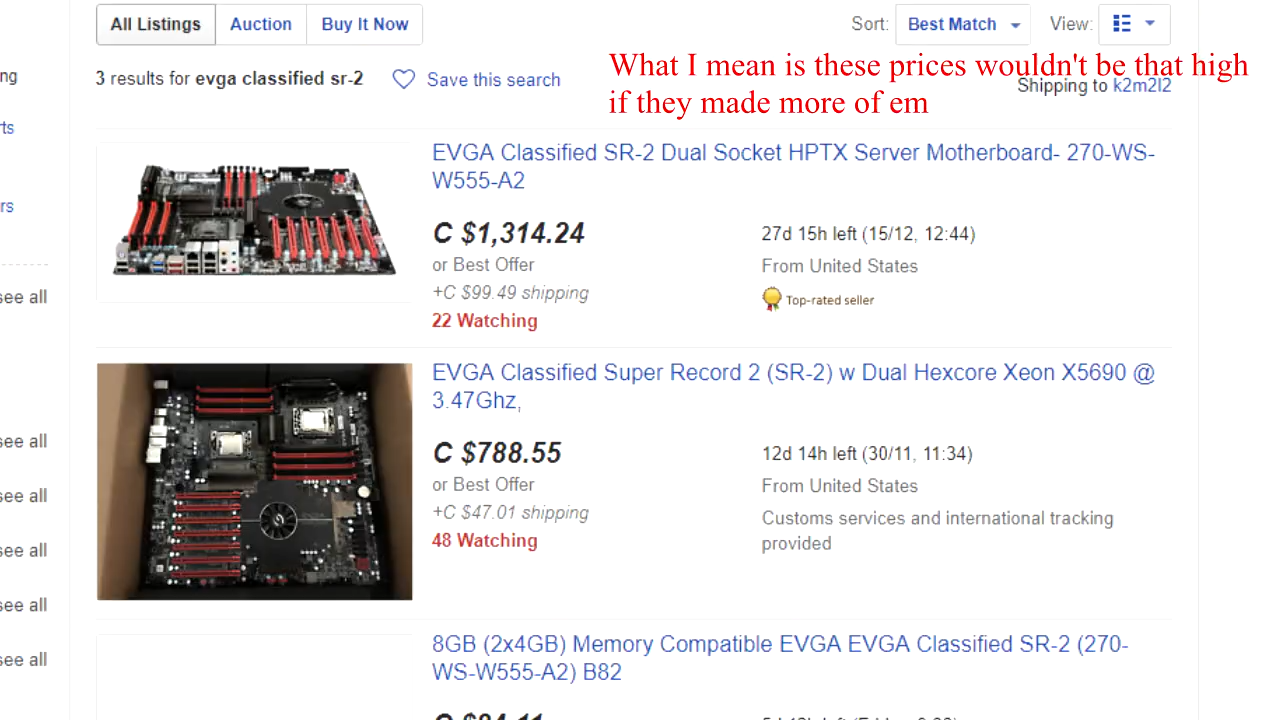 All Listings Auction Buy It Now Sort: Best Match View:
What I mean is these prices wouldn't be that high
if they made more of em
3 results for evga classified sr-2 Save this search Shipping to k2m2l2
EVGA Classified SR-2 Dual Socket HPTX Server Motherboard- 270-WS-
W555-A2
C $1,314.24
or Best Offer
+C $99.49 shipping
22 Watching
27d 15h left (15/12, 12:44)
From United States
Top-rated seller
EVGA Classified Super Record 2 (SR-2) w Dual Hexcore Xeon X5690 @
3.47Ghz,
C $788.55
or Best Offer
+C $47.01 shipping
48 Watching
12d 14h left (30/11, 11:34)
From United States
Customs services and international tracking
provided
8GB (2x4GB) Memory Compatible EVGA EVGA Classified SR-2 (270-
WS-W555-A2) B82
see all
see all
see all
see all
see all
see all